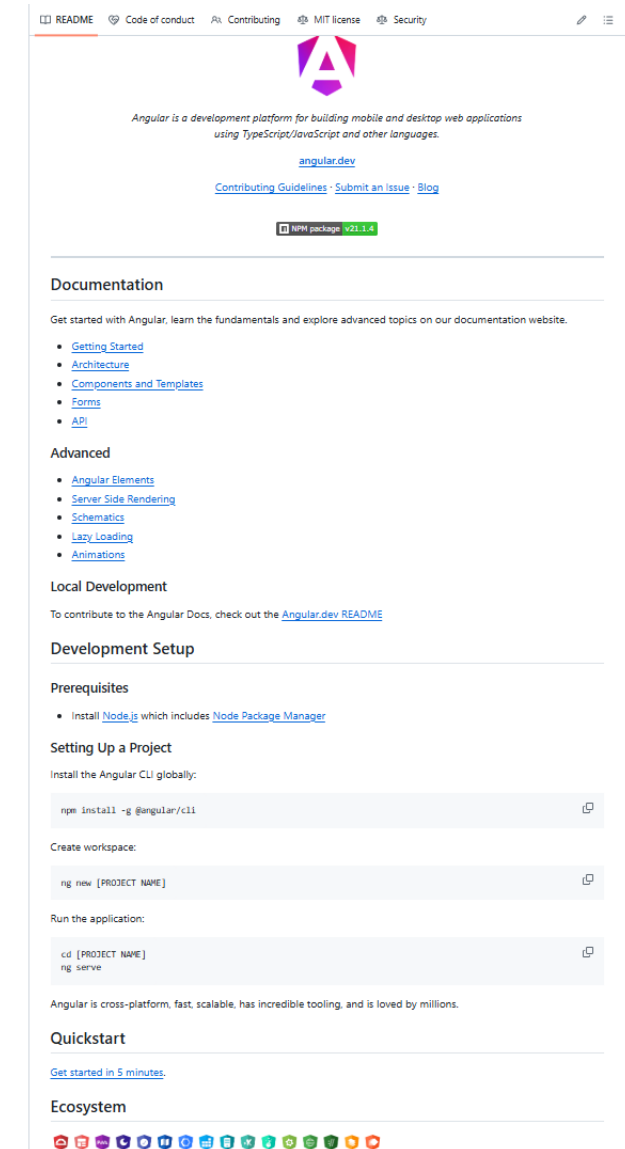 README Code of conduct Contributing MIT license Security
Angular is a development platform for building mobile and desktop web applications
using TypeScript/JavaScript and other languages.
angular.dev
Contributing Guidelines · Submit an Issue · Blog
NPM package v21.1.4
Documentation
Get started with Angular, learn the fundamentals and explore advanced topics on our documentation website.
• Getting Started
• Architecture
• Components and Templates
• Forms
• API
Advanced
• Angular Elements
• Server Side Rendering
• Schematics
• Lazy Loading
• Animations
Local Development
To contribute to the Angular Docs, check out the Angular.dev README
Development Setup
Prerequisites
• Install Node.js which includes Node Package Manager
Setting Up a Project
Install the Angular CLI globally:
npm install -g @angular/cli
Create workspace:
ng new [PROJECT NAME]
Run the application:
cd [PROJECT NAME]
ng serve
Angular is cross-platform, fast, scalable, has incredible tooling, and is loved by millions.
Quickstart
Get started in 5 minutes.
Ecosystem